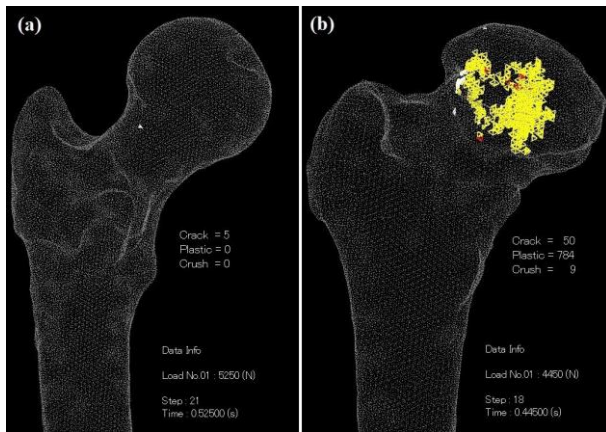 (a)
Crack = 5
Plastic = 0
Crush = 0
Data Info
Load No.01 : 5250 (N)
Step : 21
Time : 0.52500 (s)
(b)
Crack = 50
Plastic = 784
Crush = 9
Data Info
Load No.01 : 4450 (N)
Step : 18
Time : 0.44500 (s)